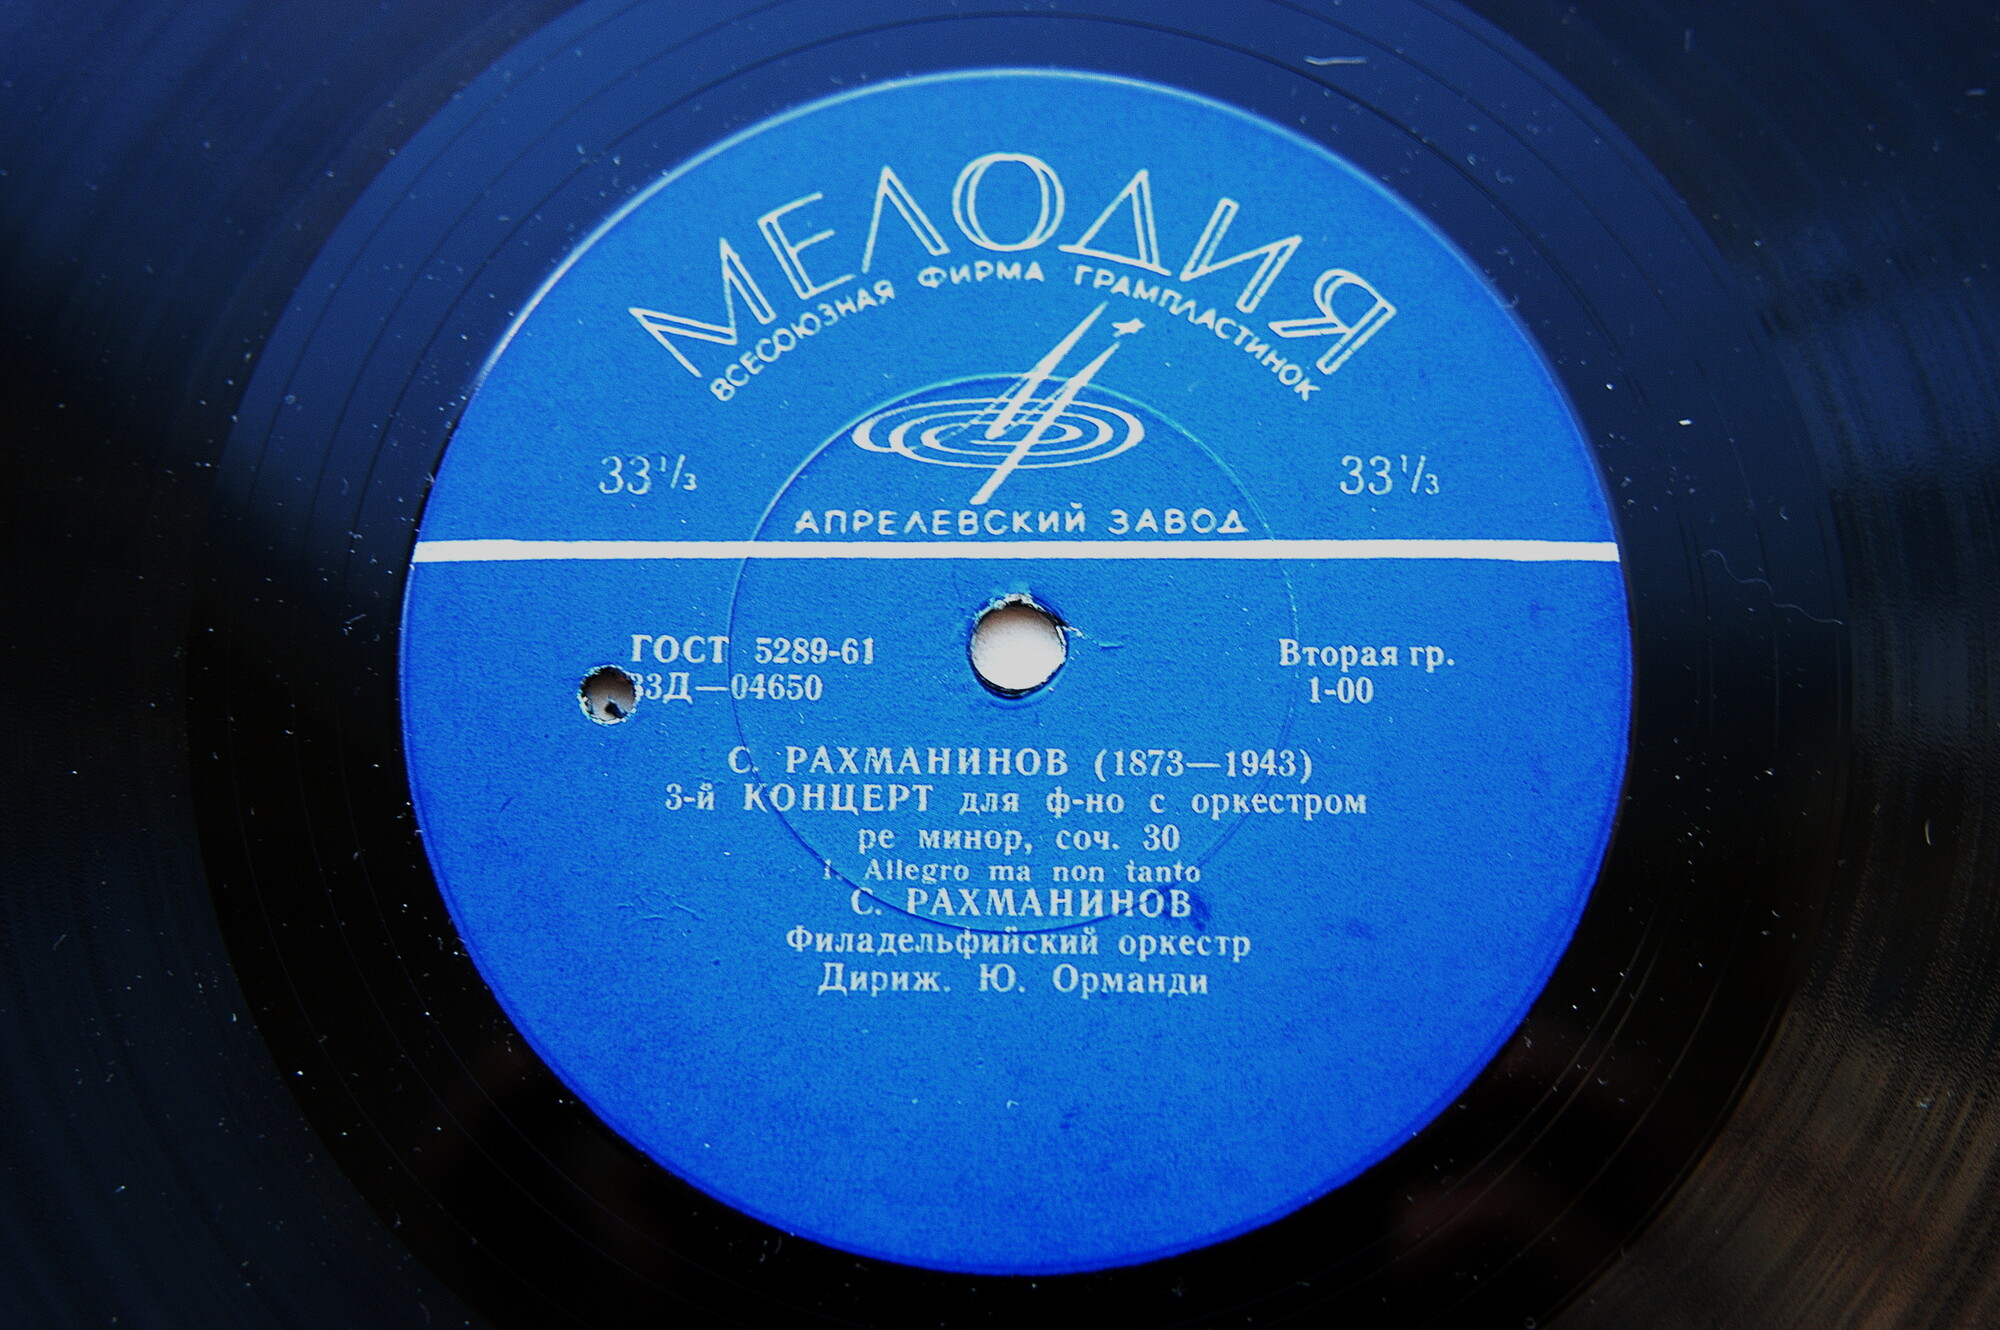 МЕЛОДИЯ
ВСЕСОЮЗНАЯ ФИРМА ГРАМПЛАСТИНОК
33⅓ 33⅓
АПРЕЛЕВСКИЙ ЗАВОД
ГОСТ 5289-61 Вторая гр.
33Д—04650 1-00
С. РАХМАНИНОВ (1873—1943)
3-й КОНЦЕРТ для ф-но с оркестром
ре минор, соч. 30
1. Allegro ma non tanto
С. РАХМАНИНОВ
Филадельфийский оркестр
Дириж. Ю. Орманди